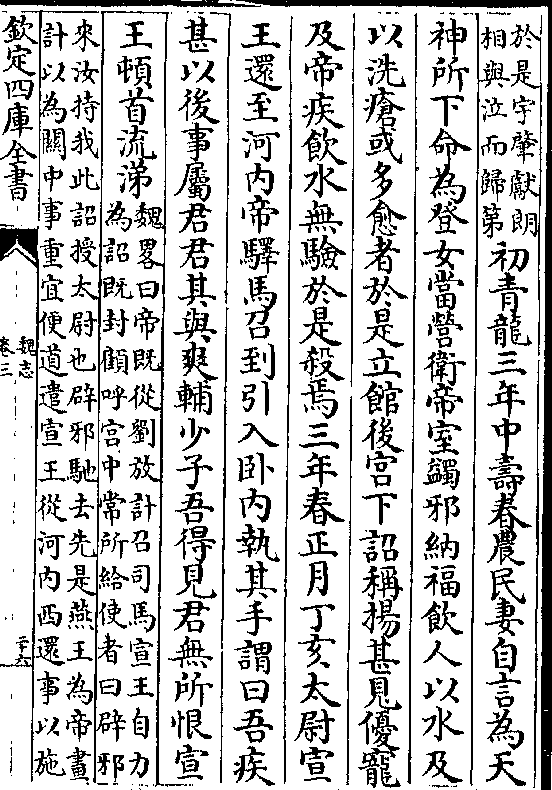 於是宇肇獻朗
相與泣而歸第
初青龍三年中壽春農民妻自言為天
神所下命為登女當營衛帝室蠲邪納福飲人以水及
以洗瘡或多愈者於是立館後宮下詔稱揚甚見優寵
及帝疾飲水無驗於是殺焉三年春正月丁亥太尉宣
王還至河内帝驛馬召到引入卧内執其手謂曰吾疾
甚以後事屬君君其與爽輔少子吾得見君無所恨宣
王頓首流涕
魏畧曰帝既從劉放計召司馬宣王自力
為詔既封顧呼宫中常所給使者曰辟邪
來汝持我此詔授太尉也辟邪馳去先是燕王為帝畫
計以為關中事重宜便道遣宣王從河内西還事以施
欽定四庫全書
魏志
卷三
二十六